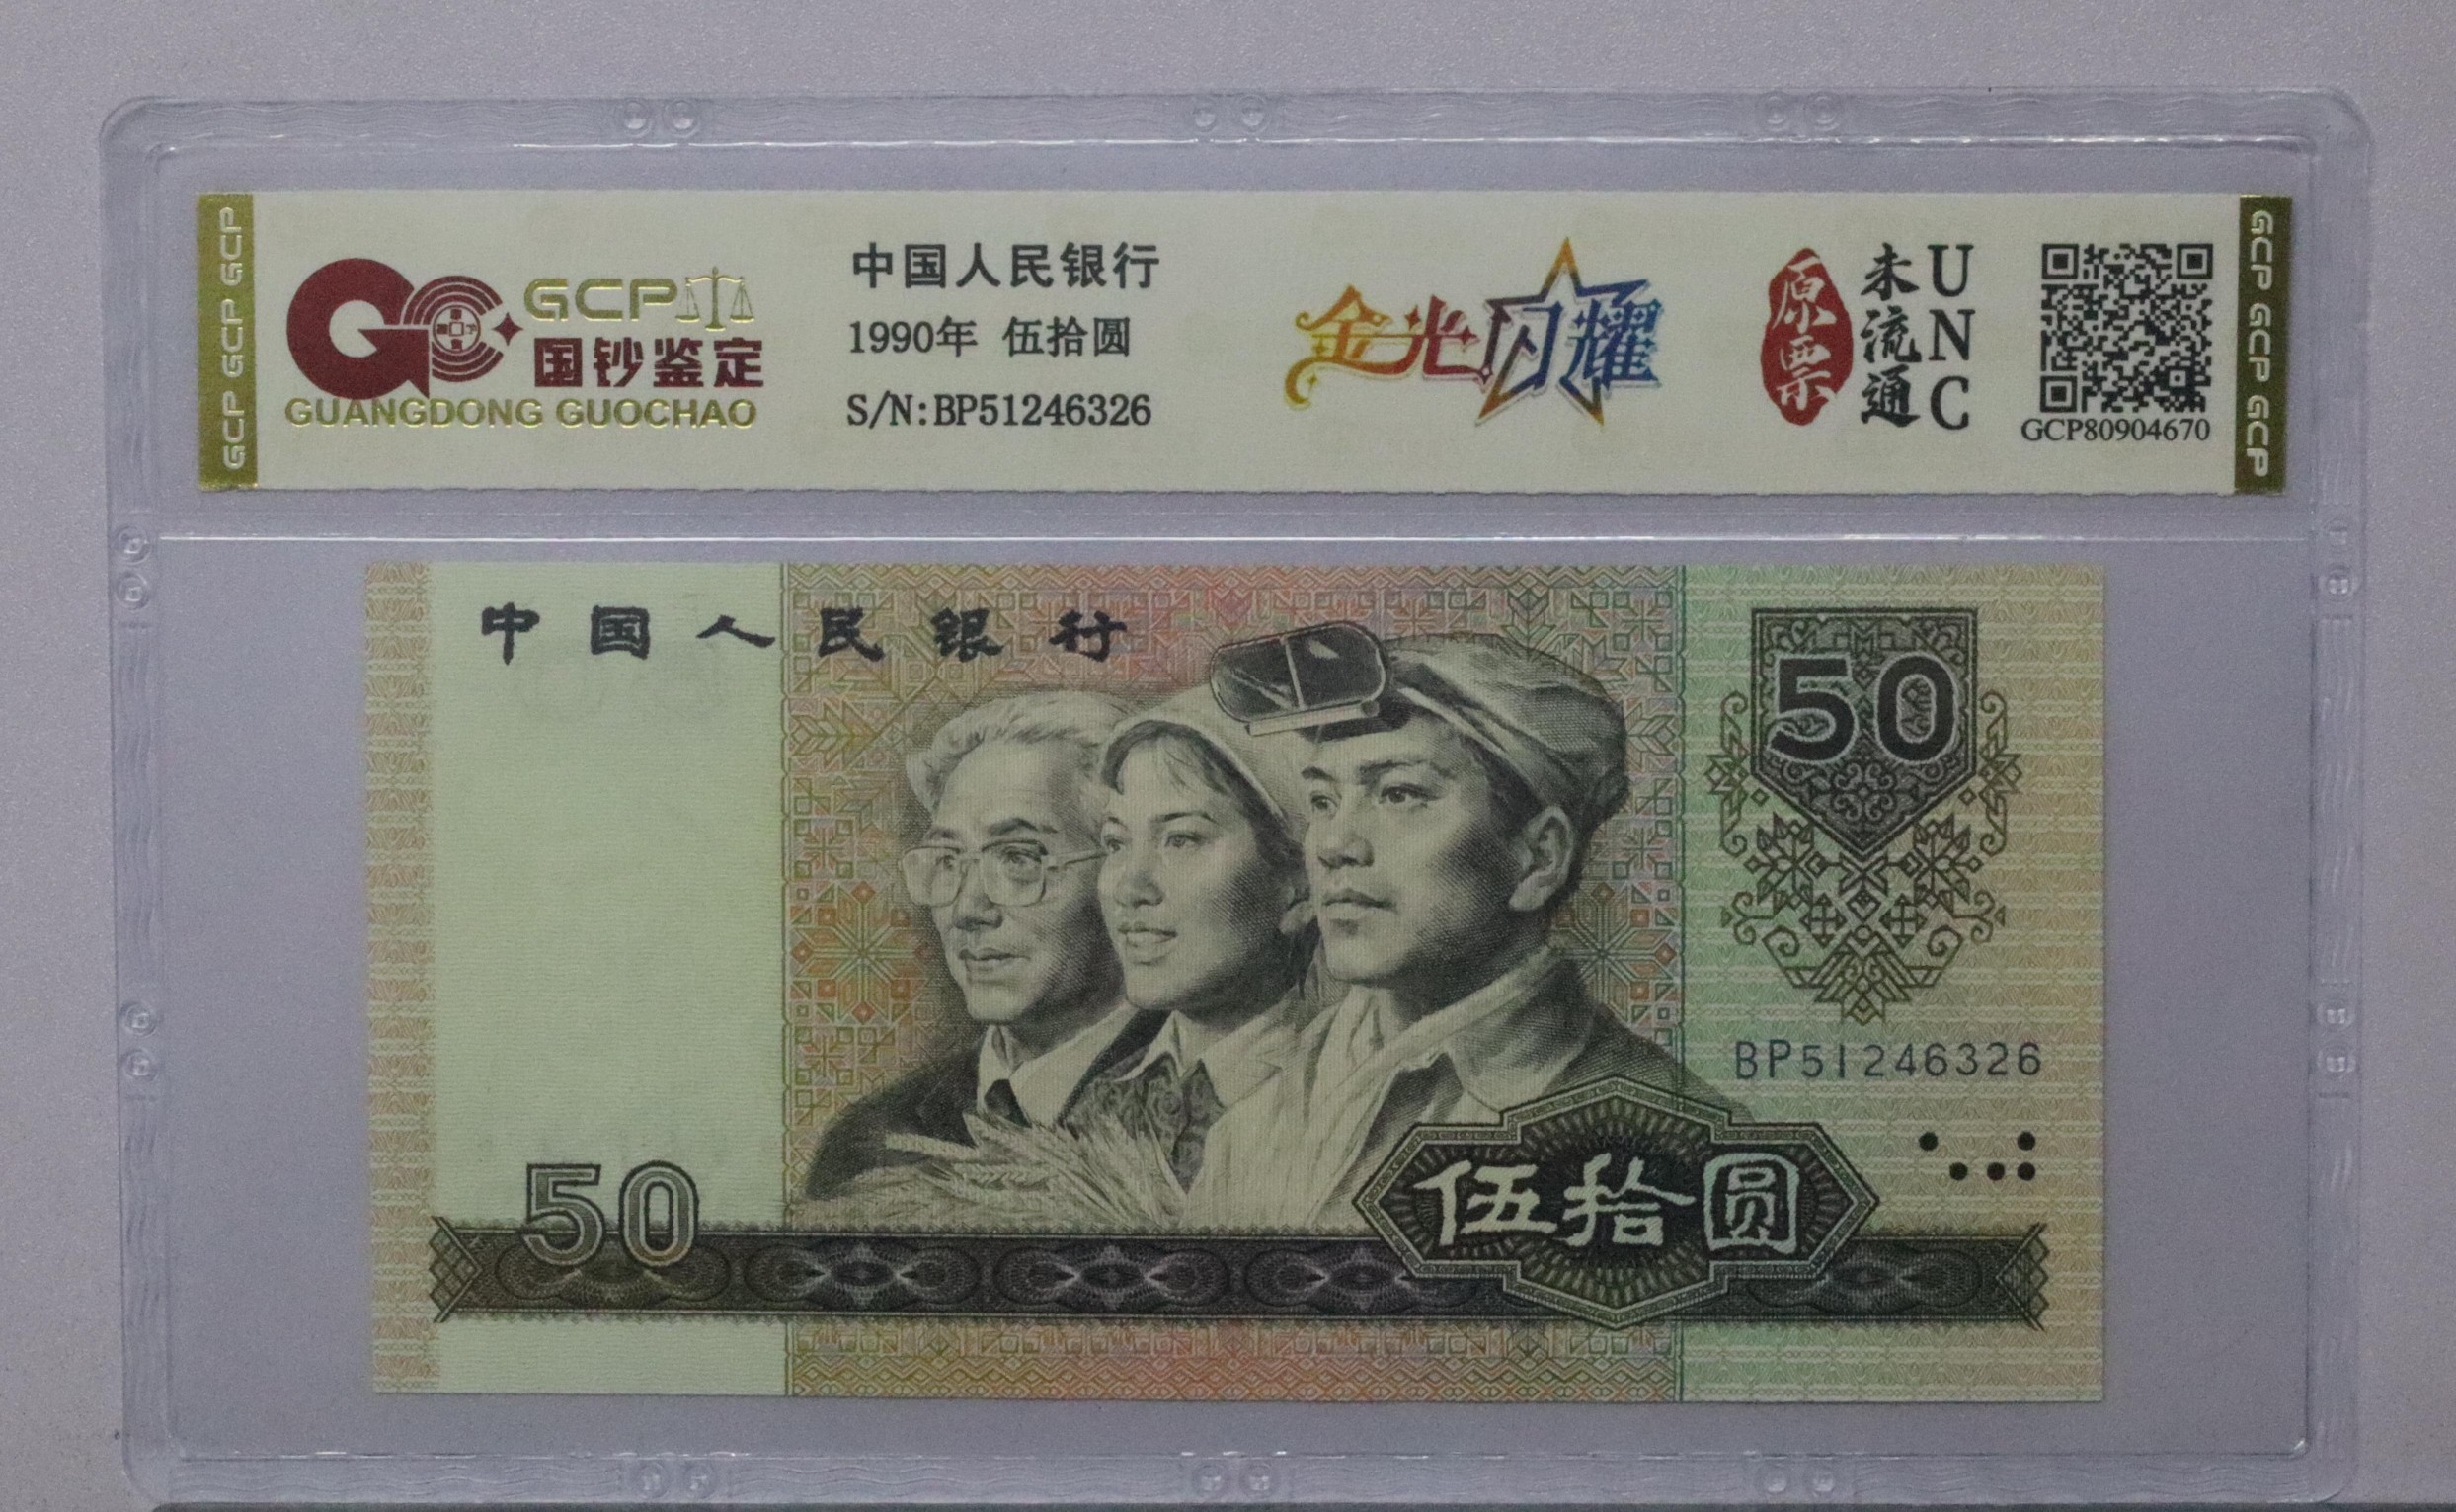 GCP GCP GCP
GCP
国钞鉴定
GUANGDONG GUOCHAO
中国人民银行
1990年 伍拾圆
S/N:BP51246326
金光闪耀
原票
未流通
UNC
GCP80904670
GCP GCP GCP
中国人民银行
50
BP51246326
50
伍拾圆